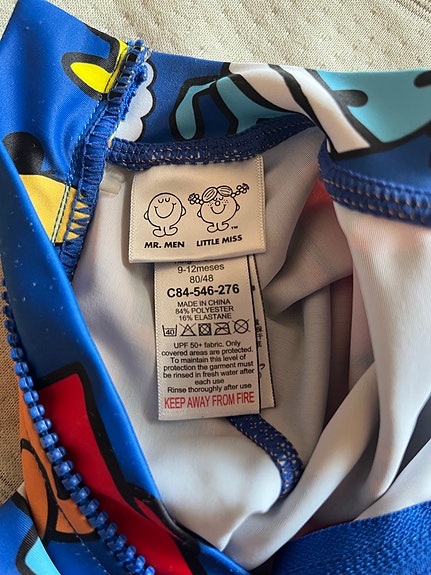 MR. MEN LITTLE MISS
™
9-12meses
80/48
C84-546-276
MADE IN CHINA
84% POLYESTER
16% ELASTANE
40
UPF 50+ fabric. Only
covered areas are protected.
To maintain this level of
protection the garment must
be rinsed in fresh water after
each use
Rinse thoroughly after use
KEEP AWAY FROM FIRE